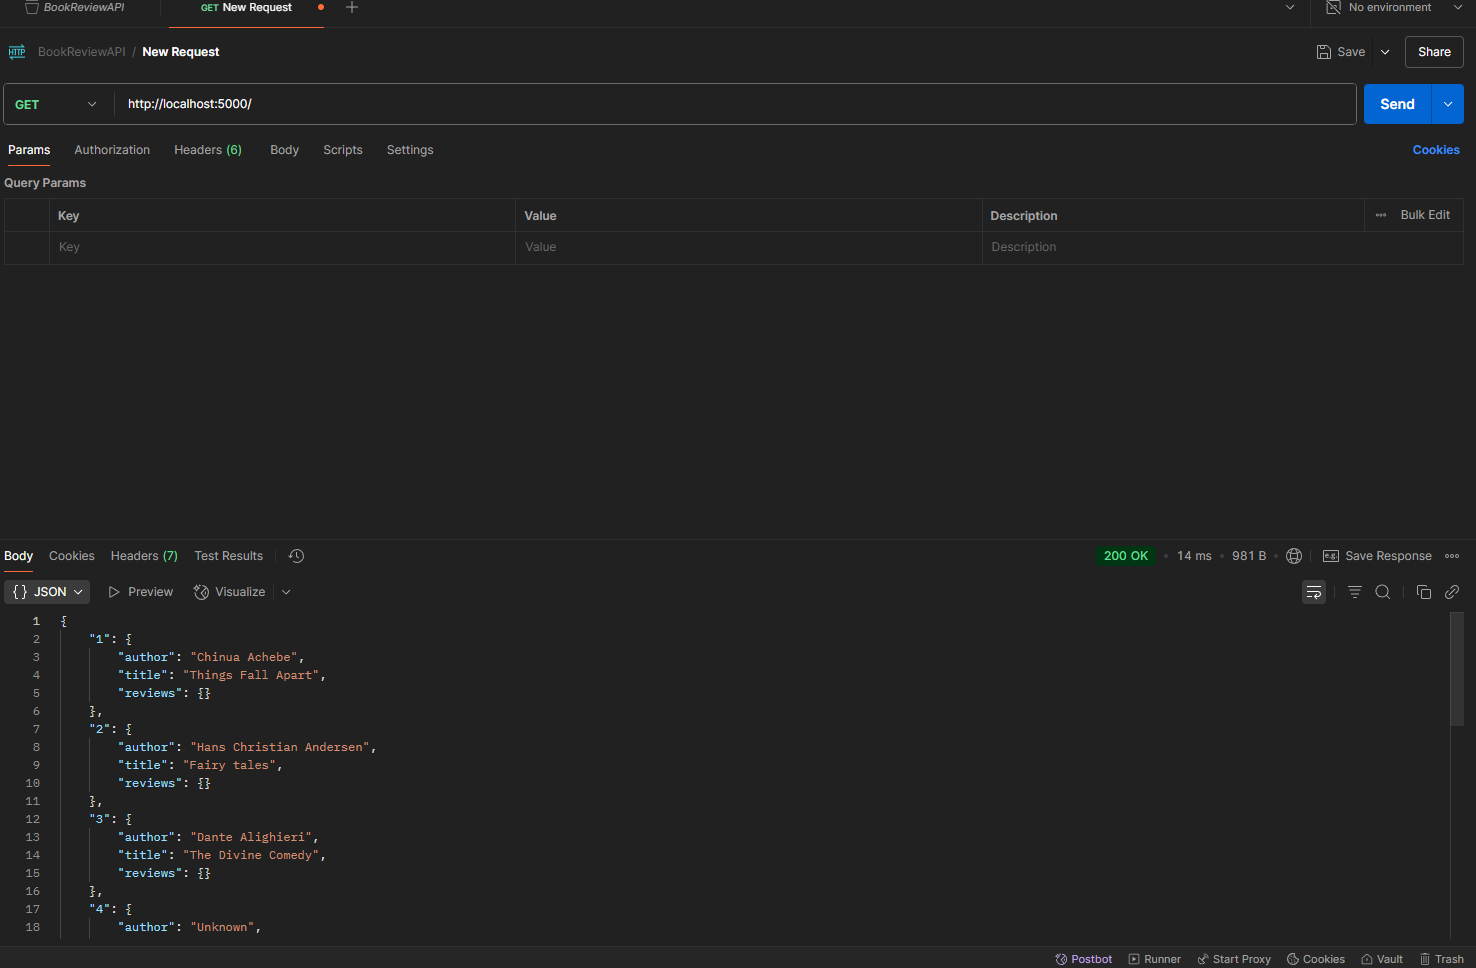 BookReviewAPI GET New Request + No environment
HTTP BookReviewAPI / New Request Save Share
GET http://localhost:5000/ Send
Params Authorization Headers (6) Body Scripts Settings Cookies
Query Params
Key Value Description Bulk Edit
Key Value Description
Body Cookies Headers (7) Test Results 200 OK • 14 ms • 981 B • e.g. Save Response
{ } JSON Preview Visualize
1 {
2 "1": {
3 "author": "Chinua Achebe",
4 "title": "Things Fall Apart",
5 "reviews": {}
6 },
7 "2": {
8 "author": "Hans Christian Andersen",
9 "title": "Fairy tales",
10 "reviews": {}
11 },
12 "3": {
13 "author": "Dante Alighieri",
14 "title": "The Divine Comedy",
15 "reviews": {}
16 },
17 "4": {
18 "author": "Unknown",
Postbot Runner Start Proxy Cookies Vault Trash